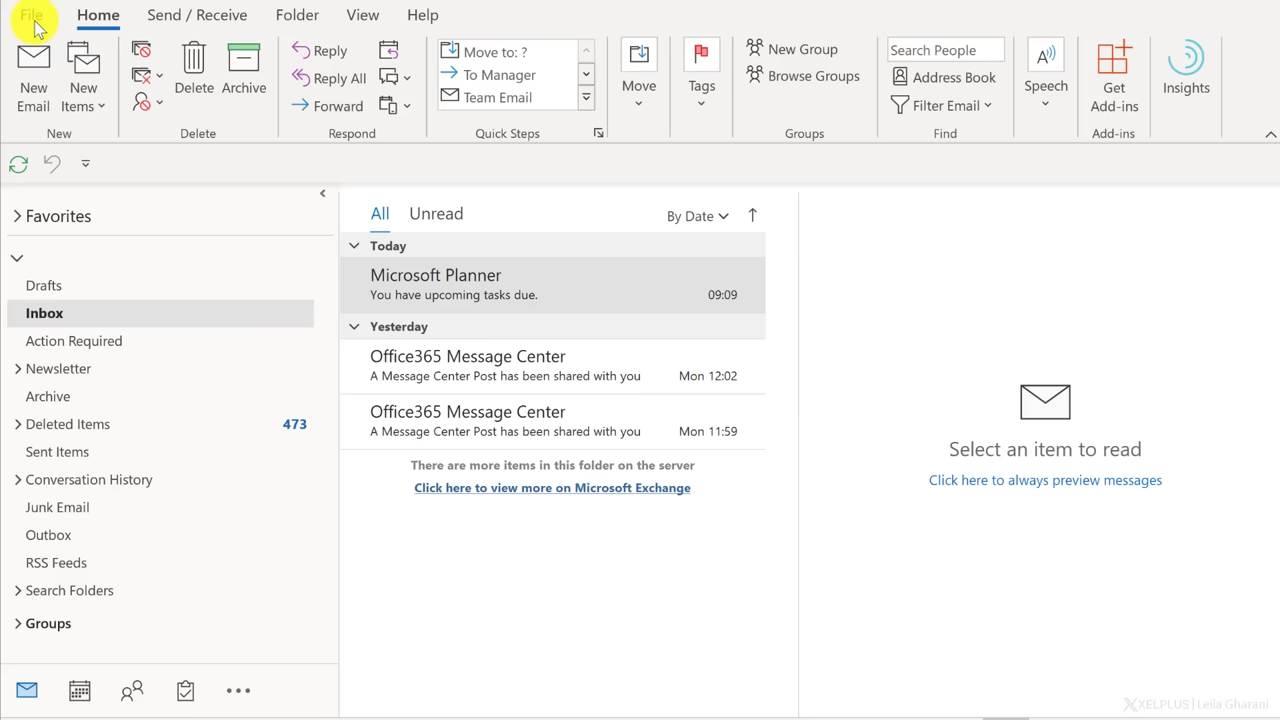 File Home Send / Receive Folder View Help
New Email
New Items
Delete
Archive
Reply
Reply All
Forward
Move to: ?
To Manager
Team Email
Move
Tags
New Group
Browse Groups
Search People
Address Book
Filter Email
Speech
Get Add-ins
Insights
New Delete Respond Quick Steps Groups Find Add-ins
Favorites
Drafts
Inbox
Action Required
Newsletter
Archive
Deleted Items 473
Sent Items
Conversation History
Junk Email
Outbox
RSS Feeds
Search Folders
Groups
All Unread By Date
Today
Microsoft Planner
You have upcoming tasks due. 09:09
Yesterday
Office365 Message Center
A Message Center Post has been shared with you Mon 12:02
Office365 Message Center
A Message Center Post has been shared with you Mon 11:59
There are more items in this folder on the server
Click here to view more on Microsoft Exchange
Select an item to read
Click here to always preview messages
XELPLUS | Leila Gharani